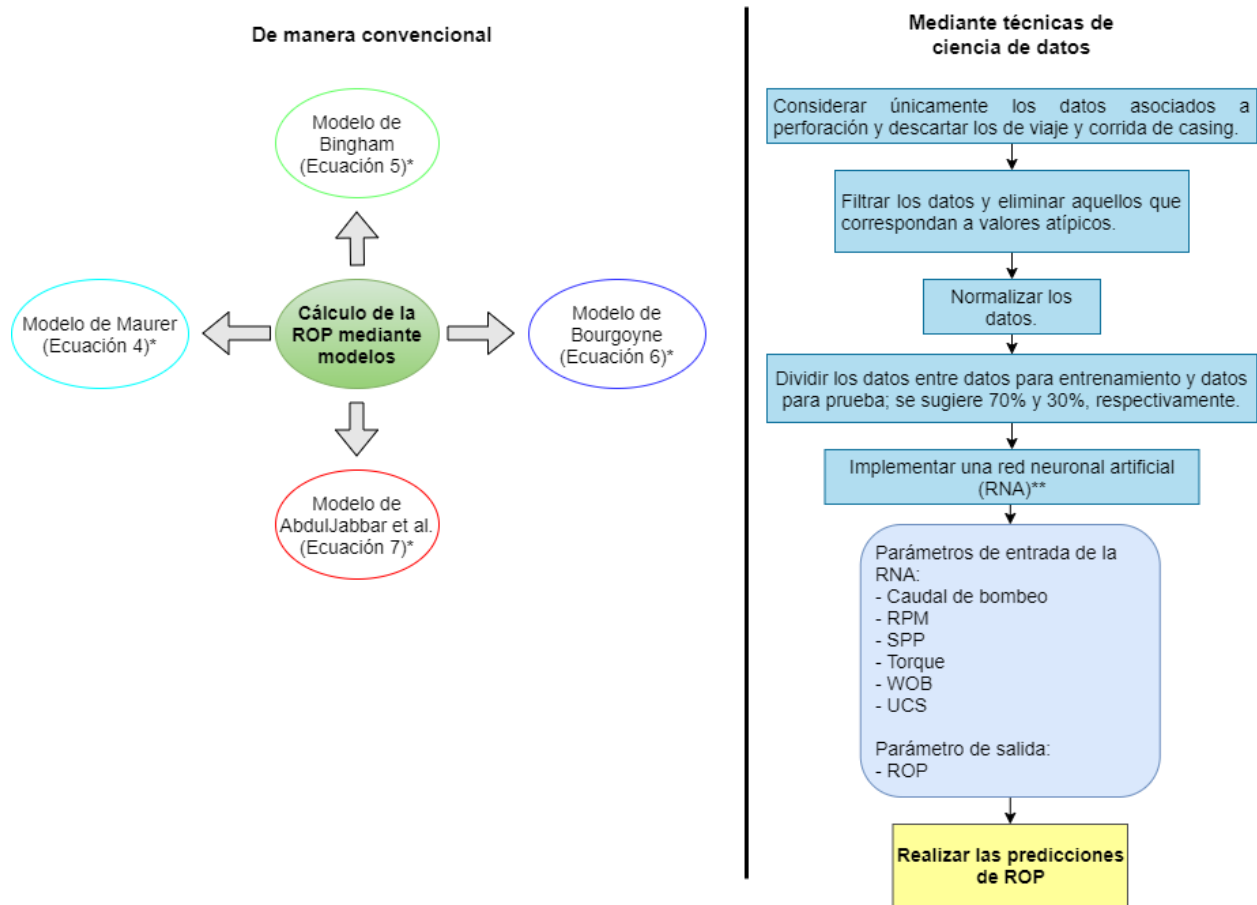 De manera convencional
Modelo de
Bingham
(Ecuación 5)*
Modelo de Maurer
(Ecuación 4)*
Cálculo de la
ROP mediante
modelos
Modelo de
Bourgoyne
(Ecuación 6)*
Modelo de
AbdulJabbar et al.
(Ecuación 7)*
Mediante técnicas de
ciencia de datos
Considerar únicamente los datos asociados a
perforación y descartar los de viaje y corrida de casing.
Filtrar los datos y eliminar aquellos que
correspondan a valores atípicos.
Normalizar los
datos.
Dividir los datos entre datos para entrenamiento y datos
para prueba; se sugiere 70% y 30%, respectivamente.
Implementar una red neuronal artificial
(RNA)**
Parámetros de entrada de la
RNA:
- Caudal de bombeo
- RPM
- SPP
- Torque
- WOB
- UCS
Parámetro de salida:
- ROP
Realizar las predicciones
de ROP